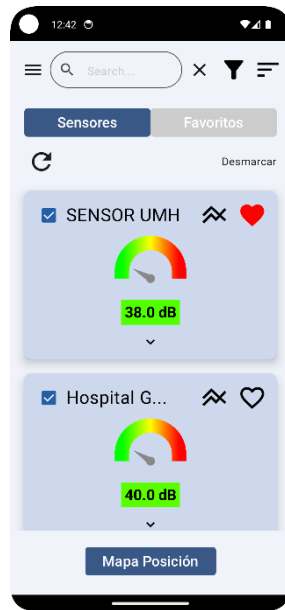 12:42
Search...
Sensores Favoritos
Desmarcar
SENSOR UMH
38.0 dB
Hospital G...
40.0 dB
Mapa Posición